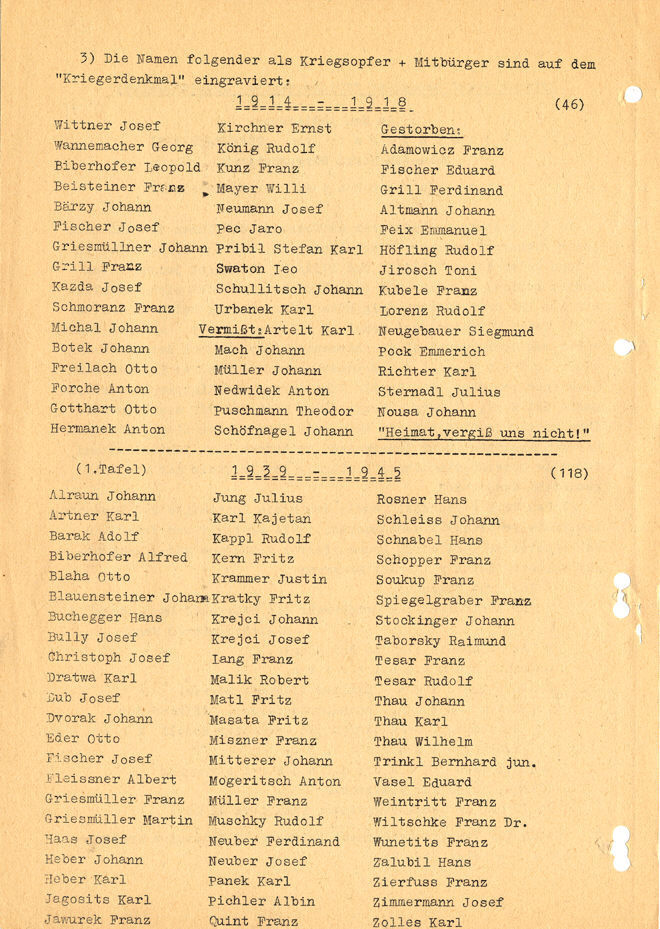 3) Die Namen folgender als Kriegsopfer + Mitbürger sind auf dem
"Kriegerdenkmal" eingraviert:
1914 - 1918 (46)
Wittner Josef Kirchner Ernst Gestorben:
Wannemacher Georg König Rudolf Adamowicz Franz
Biberhofer Leopold Kunz Franz Fischer Eduard
Beisteiner Franz Mayer Willi Grill Ferdinand
Bärzy Johann Neumann Josef Altmann Johann
Fischer Josef Pec Jaro Feix Emmanuel
Griesmüllner Johann Pribil Stefan Karl Höfling Rudolf
Grill Franz Swaton Leo Jirosch Toni
Kazda Josef Schullitsch Johann Kubele Franz
Schmoranz Franz Urbanek Karl Lorenz Rudolf
Michal Johann Vermißt:Artelt Karl Neugebauer Siegmund
Botek Johann Mach Johann Pock Emmerich
Freilach Otto Müller Johann Richter Karl
Forche Anton Nedwidek Anton Sternadl Julius
Gotthart Otto Puschmann Theodor Nousa Johann
Hermanek Anton Schöfnagel Johann "Heimat,vergiß uns nicht!"
(1.Tafel) 1939 - 1945 (118)
Alraun Johann Jung Julius Rosner Hans
Artner Karl Karl Kajetan Schleiss Johann
Barak Adolf Kappl Rudolf Schnabel Hans
Biberhofer Alfred Kern Fritz Schopper Franz
Blaha Otto Krammer Justin Soukup Franz
Blauensteiner Johann Kratky Fritz Spiegelgraber Franz
Buchegger Hans Krejci Johann Stockinger Johann
Bully Josef Krejci Josef Taborsky Raimund
Christoph Josef Lang Franz Tesar Franz
Dratwa Karl Malik Robert Tesar Rudolf
Dub Josef Matl Fritz Thau Johann
Dvorak Johann Masata Fritz Thau Karl
Eder Otto Miszner Franz Thau Wilhelm
Fischer Josef Mitterer Johann Trinkl Bernhard jun.
Fleissner Albert Mogeritsch Anton Vasel Eduard
Griesmüller Franz Müller Franz Weintritt Franz
Griesmüller Martin Muschky Rudolf Wiltschke Franz Dr.
Haas Josef Neuber Ferdinand Wunetits Franz
Heber Johann Neuber Josef Zalubil Hans
Heber Karl Panek Karl Zierfuss Franz
Jagosits Karl Pichler Albin Zimmermann Josef
Jawurek Franz Quint Franz Zolles Karl